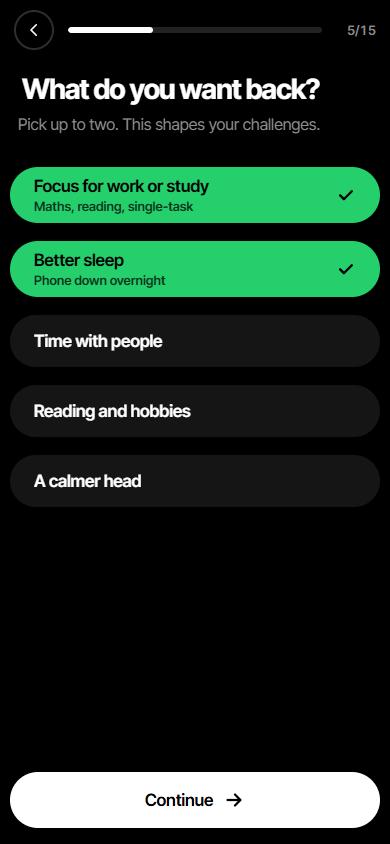 5/15
What do you want back?
Pick up to two. This shapes your challenges.
Focus for work or study
Maths, reading, single-task
Better sleep
Phone down overnight
Time with people
Reading and hobbies
A calmer head
Continue